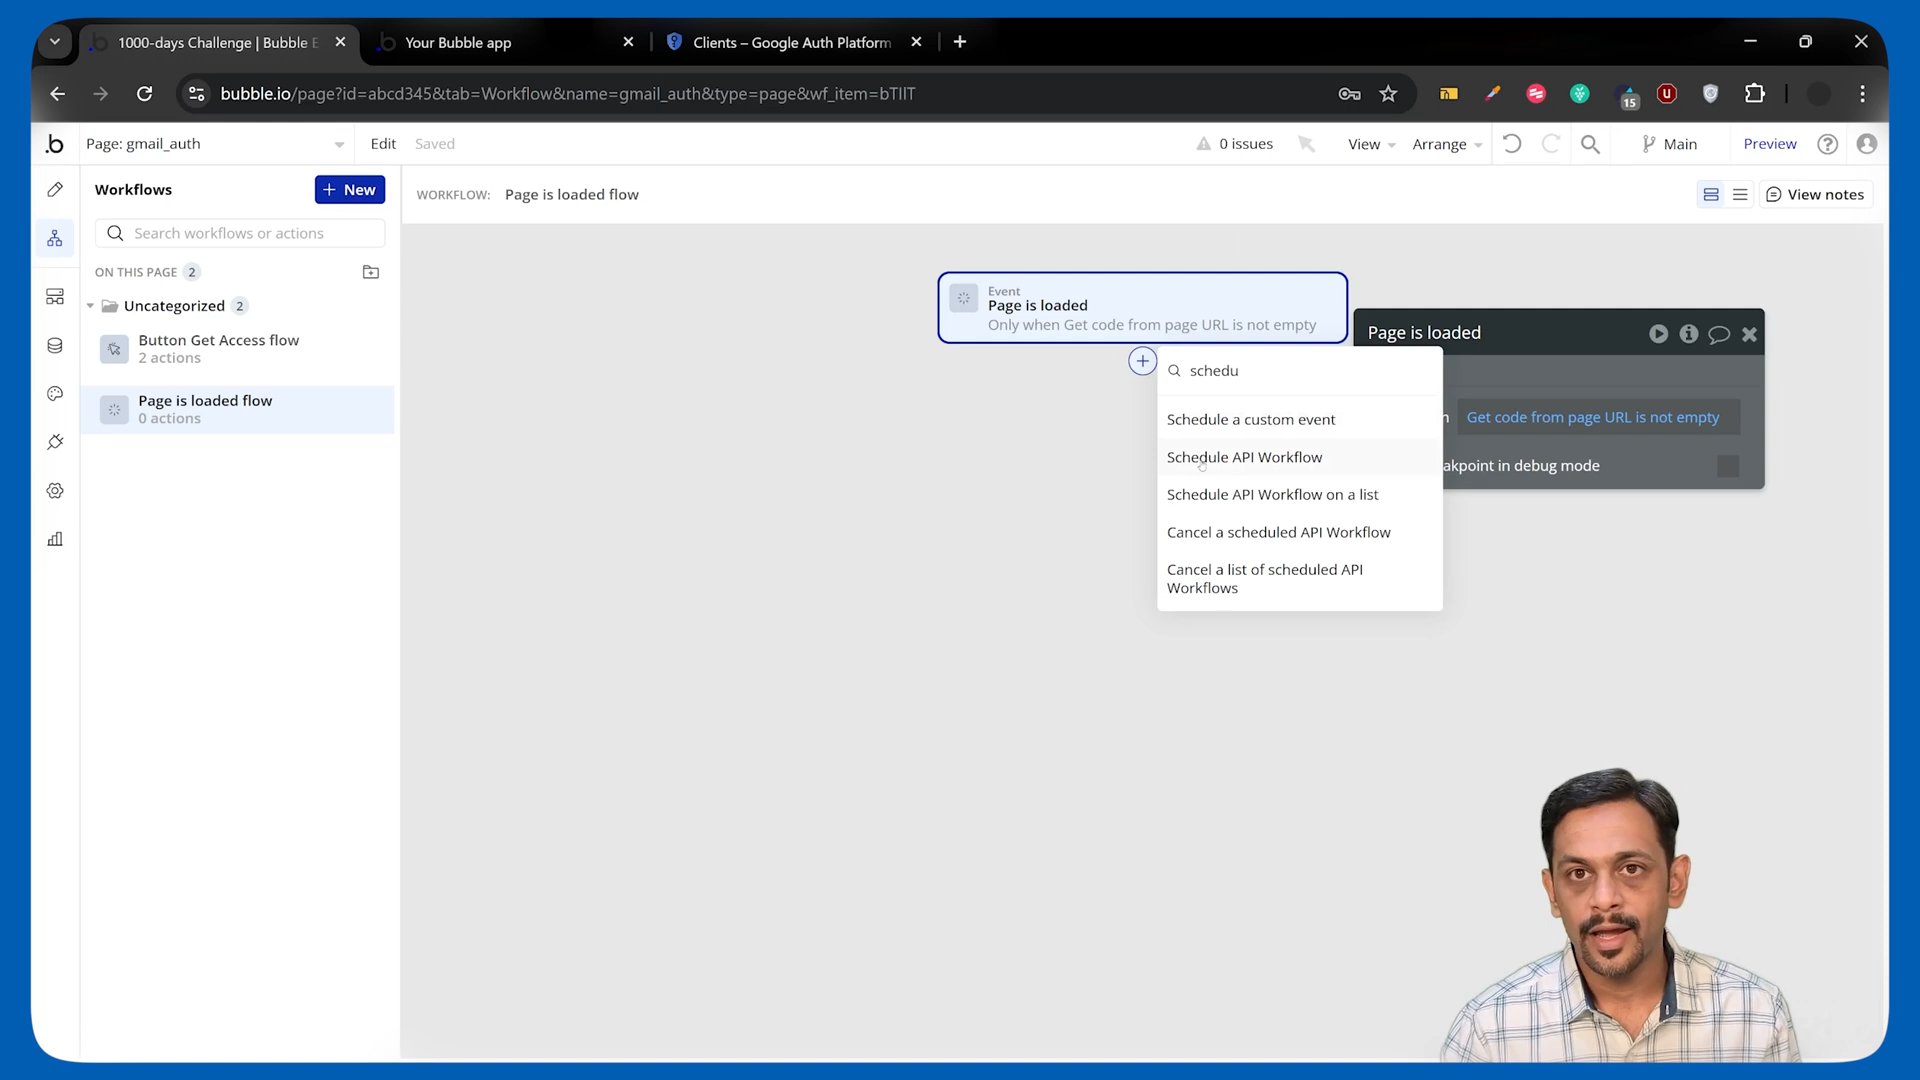 1000-days Challenge | Bubble E
Your Bubble app
Clients – Google Auth Platform
bubble.io/page?id=abcd345&tab=Workflow&name=gmail_auth&type=page&wf_item=bTIIT
15
.b
Page: gmail_auth
Edit
Saved
0 issues
View
Arrange
Main
Preview
Workflows
+ New
WORKFLOW: Page is loaded flow
View notes
Search workflows or actions
ON THIS PAGE 2
Uncategorized 2
Button Get Access flow
2 actions
Page is loaded flow
0 actions
Event
Page is loaded
Only when Get code from page URL is not empty
Page is loaded
schedu
Schedule a custom event
Schedule API Workflow
Schedule API Workflow on a list
Cancel a scheduled API Workflow
Cancel a list of scheduled API
Workflows
Get code from page URL is not empty
akpoint in debug mode